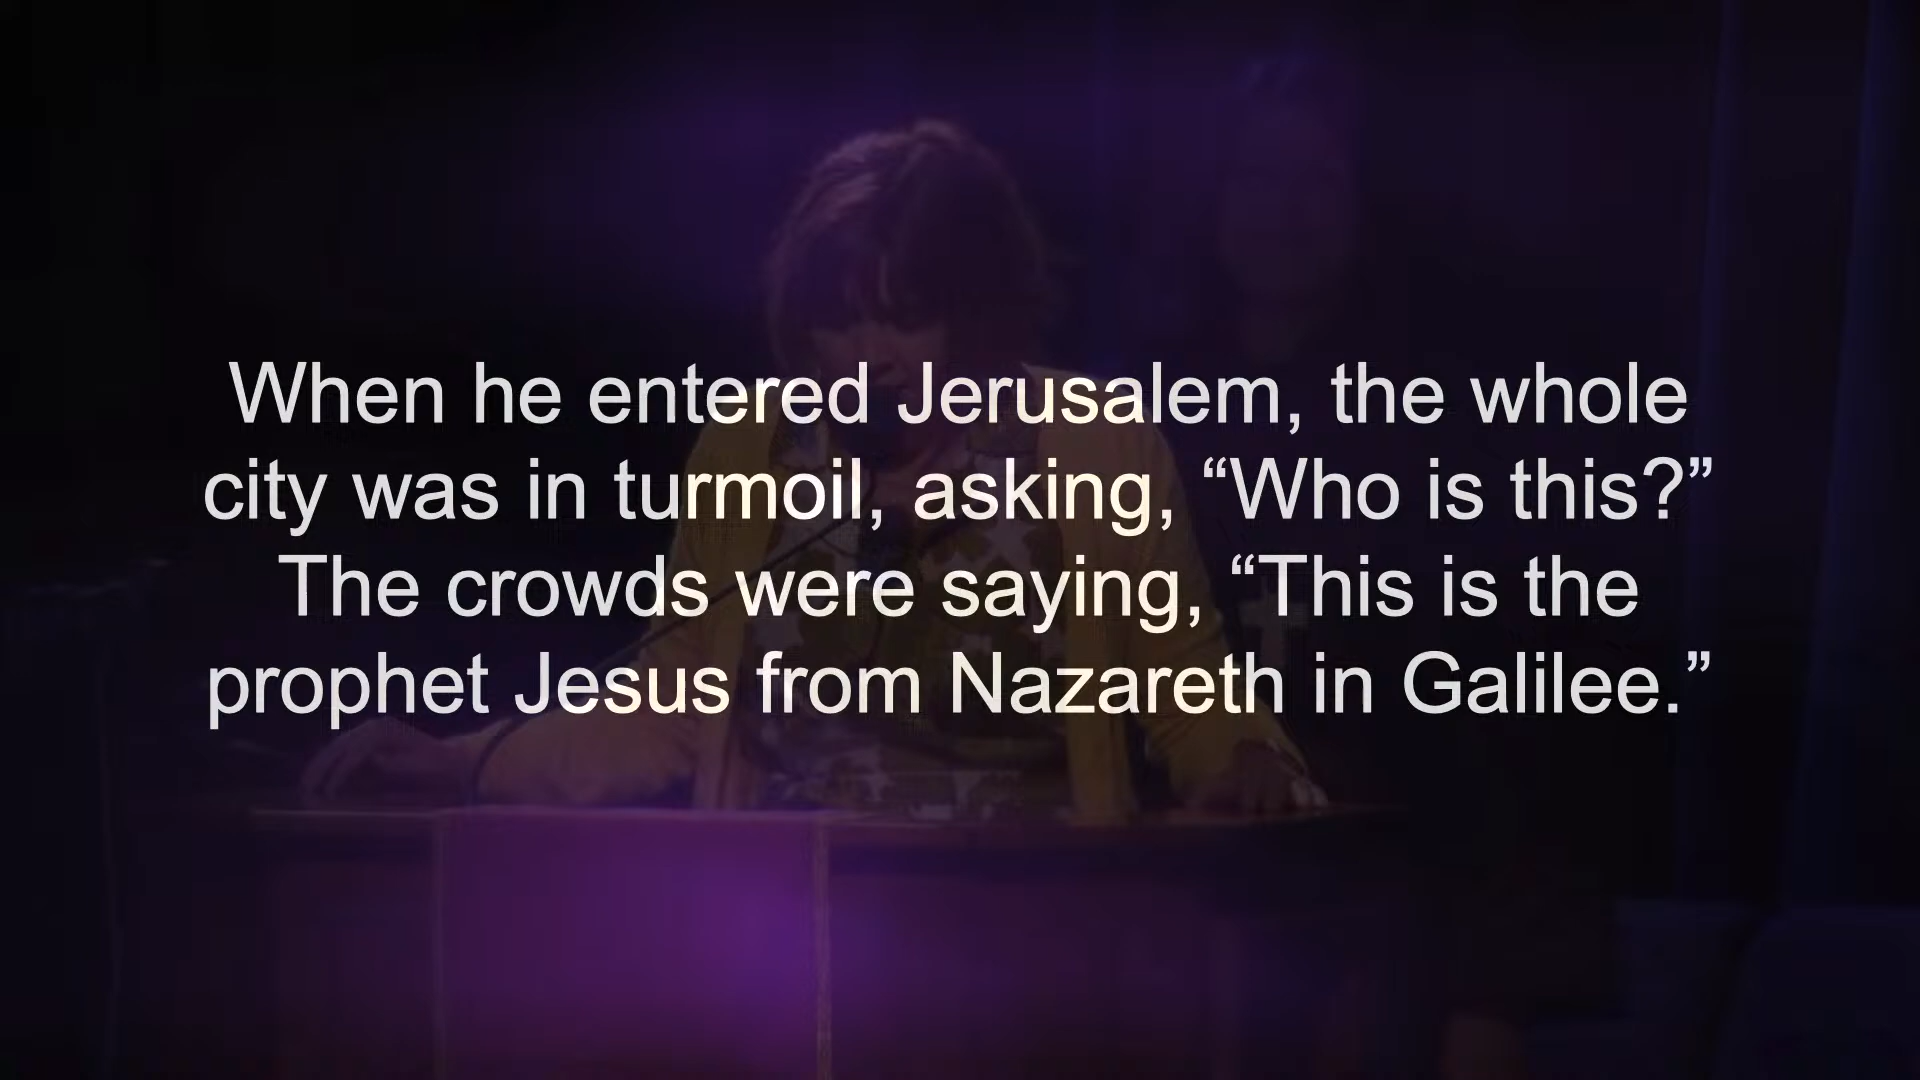 When he entered Jerusalem, the whole
city was in turmoil, asking, “Who is this?”
The crowds were saying, “This is the
prophet Jesus from Nazareth in Galilee.”